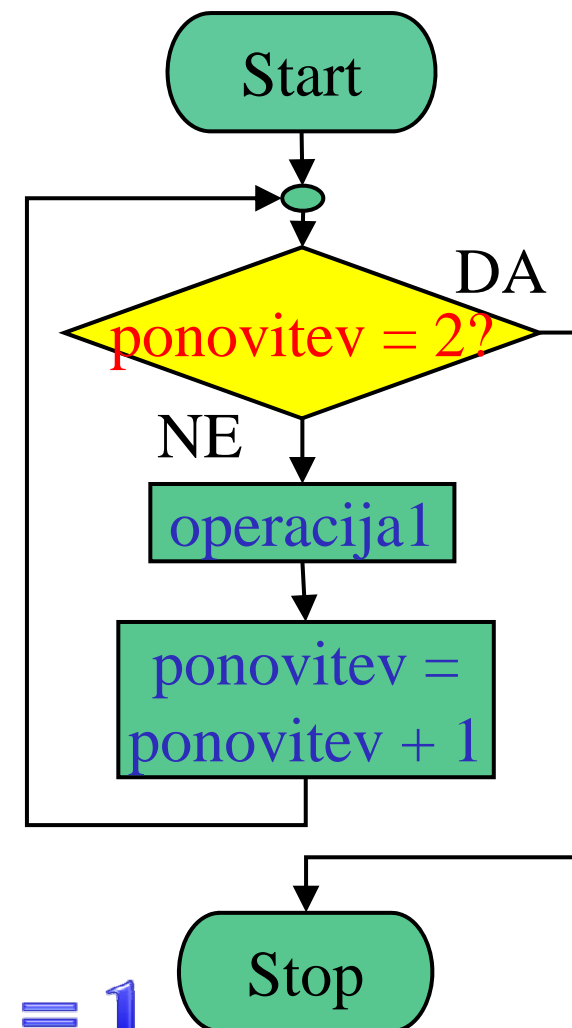 Start
DA
ponovitev = 2?
NE
operacija1
ponovitev =
ponovitev + 1
Stop
= 1